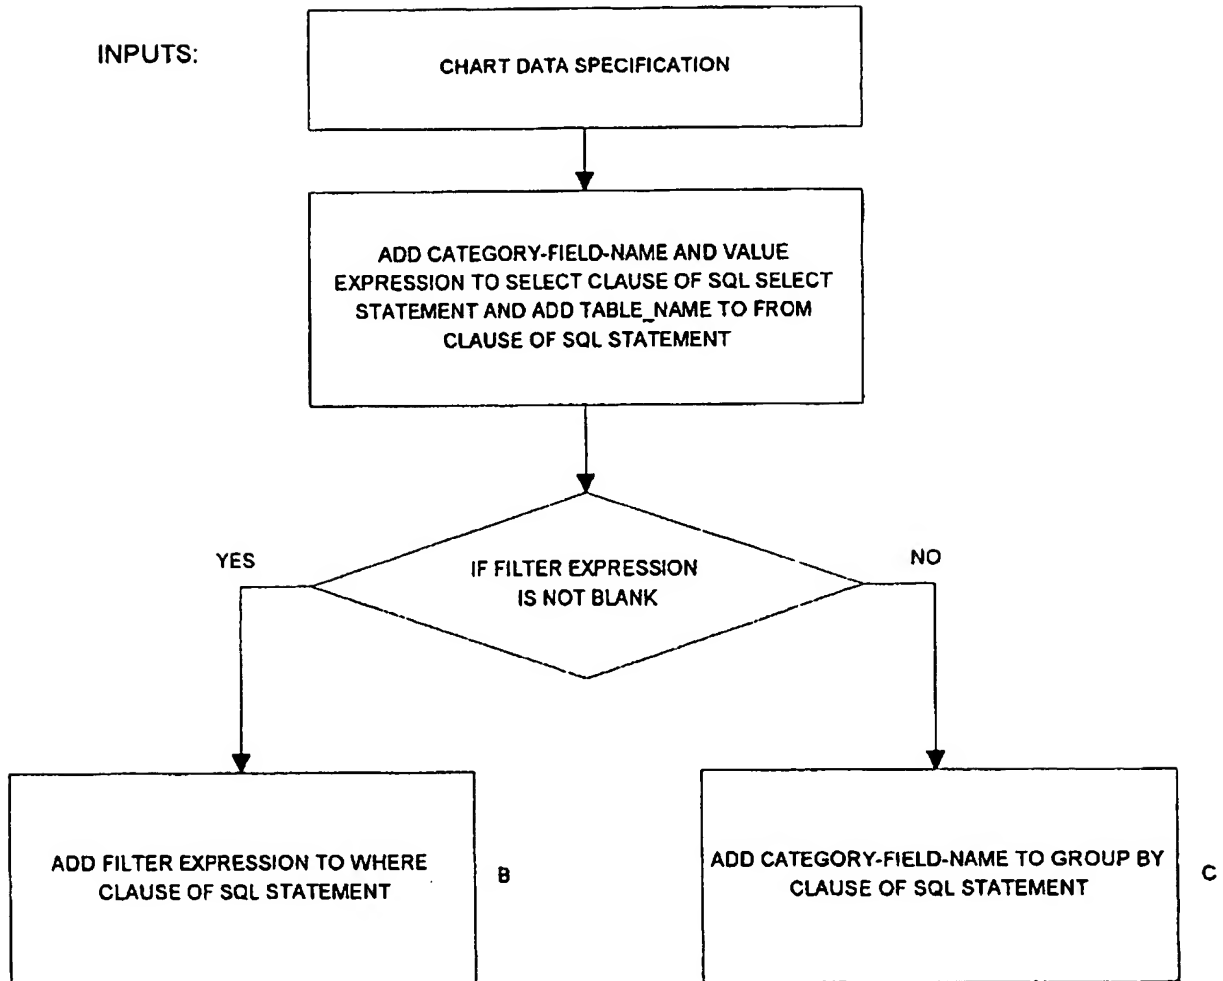 INPUTS:
CHART DATA SPECIFICATION
ADD CATEGORY-FIELD-NAME AND VALUE
EXPRESSION TO SELECT CLAUSE OF SQL SELECT
STATEMENT AND ADD TABLE_NAME TO FROM
CLAUSE OF SQL STATEMENT
YES
IF FILTER EXPRESSION
IS NOT BLANK
NO
ADD FILTER EXPRESSION TO WHERE
CLAUSE OF SQL STATEMENT
B
ADD CATEGORY-FIELD-NAME TO GROUP BY
CLAUSE OF SQL STATEMENT
C